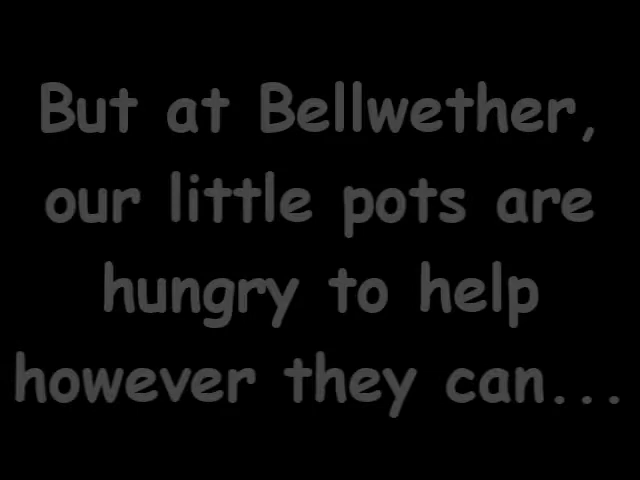 But at Bellwether,
our little pots are
hungry to help
however they can...